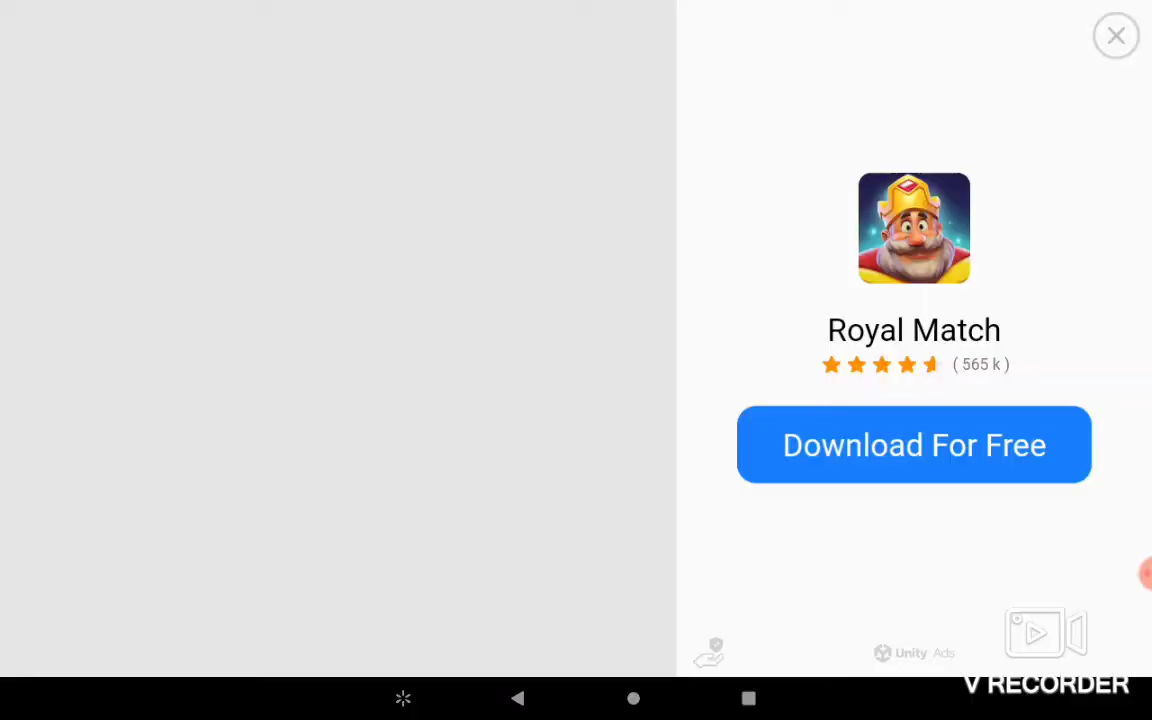 Royal Match
( 565 k )
Download For Free
Unity Ads
V RECORDER